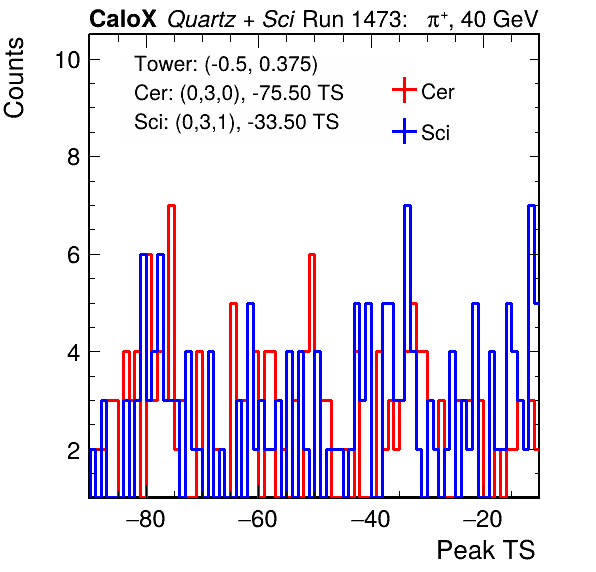 CaloX Quartz + Sci Run 1473: π⁺, 40 GeV
Counts
Tower: (-0.5, 0.375)
Cer: (0,3,0), -75.50 TS
Sci: (0,3,1), -33.50 TS
Cer
Sci
10
8
6
4
2
−80 −60 −40 −20
Peak TS